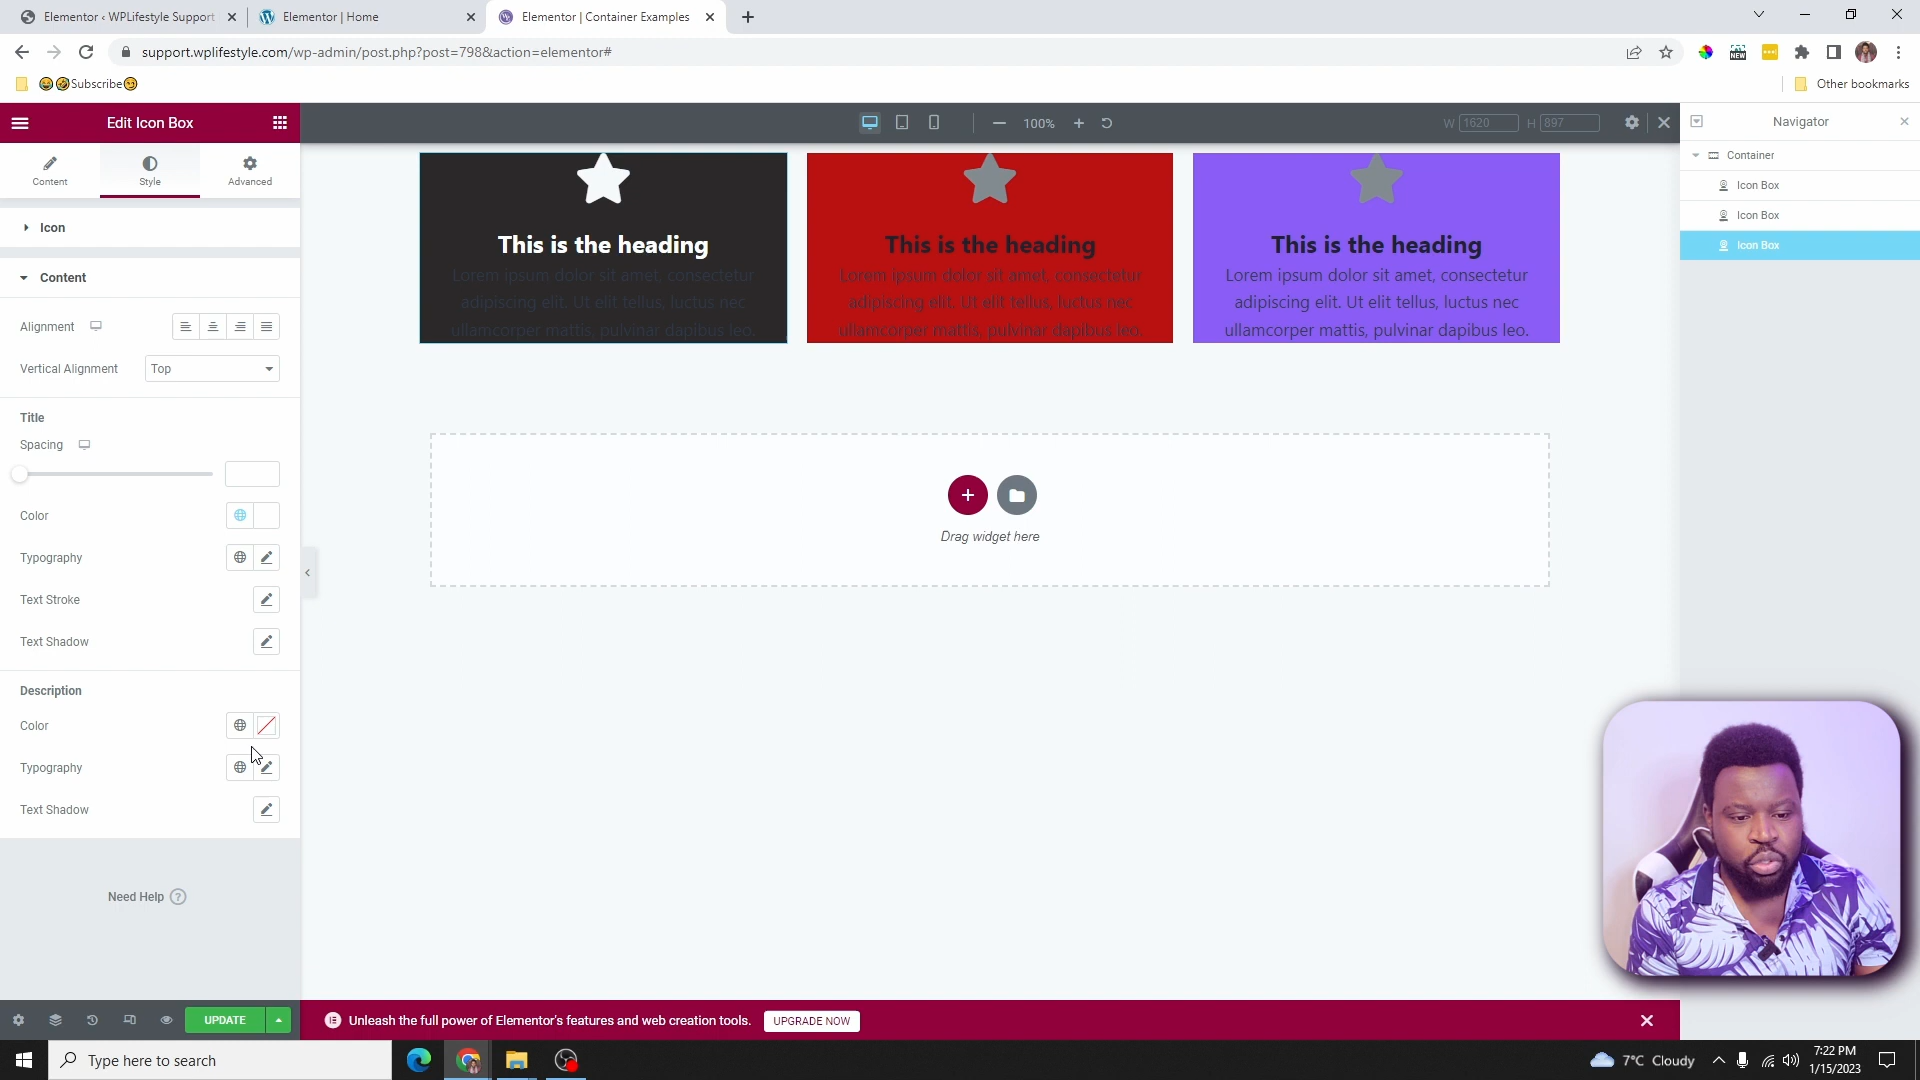 Elementor ‹ WPLifestyle Support
Elementor | Home
Elementor | Container Examples
support.wplifestyle.com/wp-admin/post.php?post=798&action=elementor#
NEW
😂🤣Subscribe😏
Other bookmarks
Edit Icon Box
100%
W 1620 H 897
Navigator
Content
Style
Advanced
Container
Icon Box
Icon Box
Icon Box
Icon
Content
Alignment
Vertical Alignment
Top
Title
Spacing
Color
Typography
Text Stroke
Text Shadow
Description
Color
Typography
Text Shadow
Need Help ?
This is the heading
Lorem ipsum dolor sit amet, consectetur
adipiscing elit. Ut elit tellus, luctus nec
ullamcorper mattis, pulvinar dapibus leo.
This is the heading
Lorem ipsum dolor sit amet, consectetur
adipiscing elit. Ut elit tellus, luctus nec
ullamcorper mattis, pulvinar dapibus leo.
This is the heading
Lorem ipsum dolor sit amet, consectetur
adipiscing elit. Ut elit tellus, luctus nec
ullamcorper mattis, pulvinar dapibus leo.
Drag widget here
UPDATE
Unleash the full power of Elementor's features and web creation tools.
UPGRADE NOW
Type here to search
7°C Cloudy
7:22 PM
1/15/2023